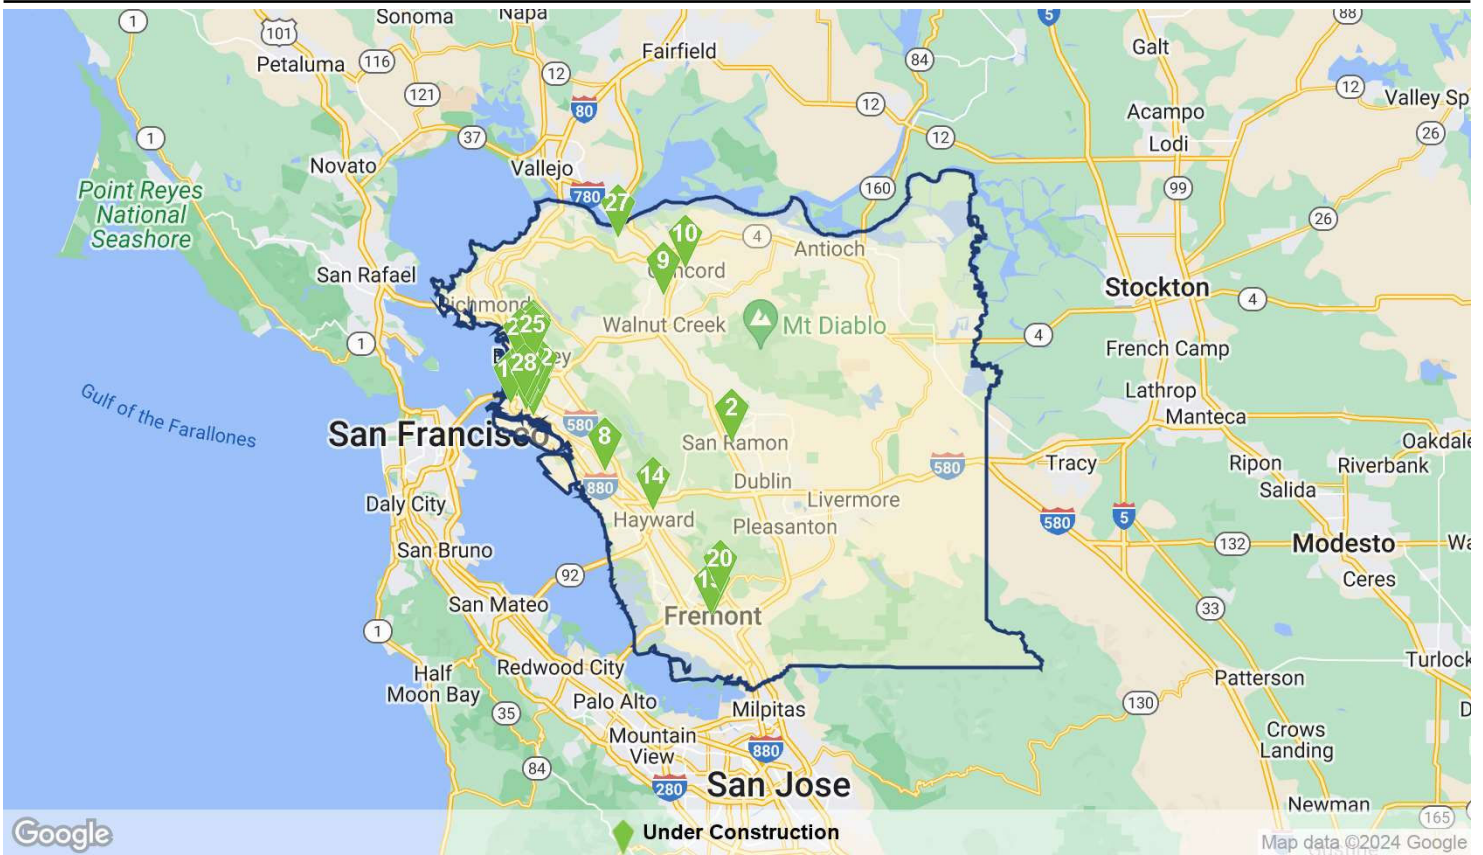 1
Sonoma
Napa
5
88
101
Petaluma
116
12
Fairfield
84
Galt
121
80
12
12
Valley Sp
Acampo
1
37
12
Lodi
26
Novato
Vallejo
780
160
99
Point Reyes
National
Seashore
27
26
10
4
Antioch
9
Concord
San Rafael
Stockton
4
Richmond
25
Walnut Creek
Mt Diablo
4
1
French Camp
28
Lathrop
2
Manteca
Gulf of the Farallones
San Francisco
580
8
San Ramon
Oakdale
580
Tracy
Ripon
Riverbank
14
880
Dublin
Salida
Daly City
Livermore
Hayward
Pleasanton
580
5
San Bruno
132
Modesto
92
20
Ceres
San Mateo
Fremont
33
1
Half
Moon Bay
Redwood City
Turlock
Patterson
Palo Alto
Milpitas
130
35
Mountain
View
880
Crows
Landing
84
280
San Jose
Newman
165
Google
Under Construction
Map data ©2024 Google